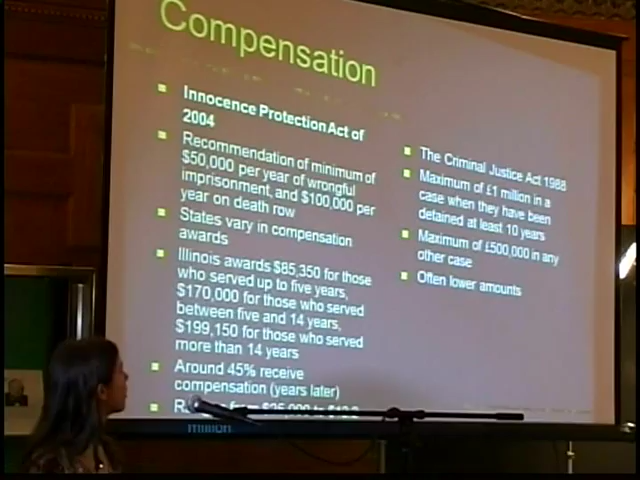 Compensation
Innocence Protection Act of
2004
Recommendation of minimum of
$50,000 per year of wrongful
imprisonment, and $100,000 per
year on death row
States vary in compensation
awards
Illinois awards $85,350 for those
who served up to five years,
$170,000 for those who served
between five and 14 years,
$199,150 for those who served
more than 14 years
Around 45% receive
compensation (years later)
from $25,000 to
million.
The Criminal Justice Act 1988
Maximum of £1 million in a
case when they have been
detained at least 10 years
Maximum of £500,000 in any
other case
Often lower amounts